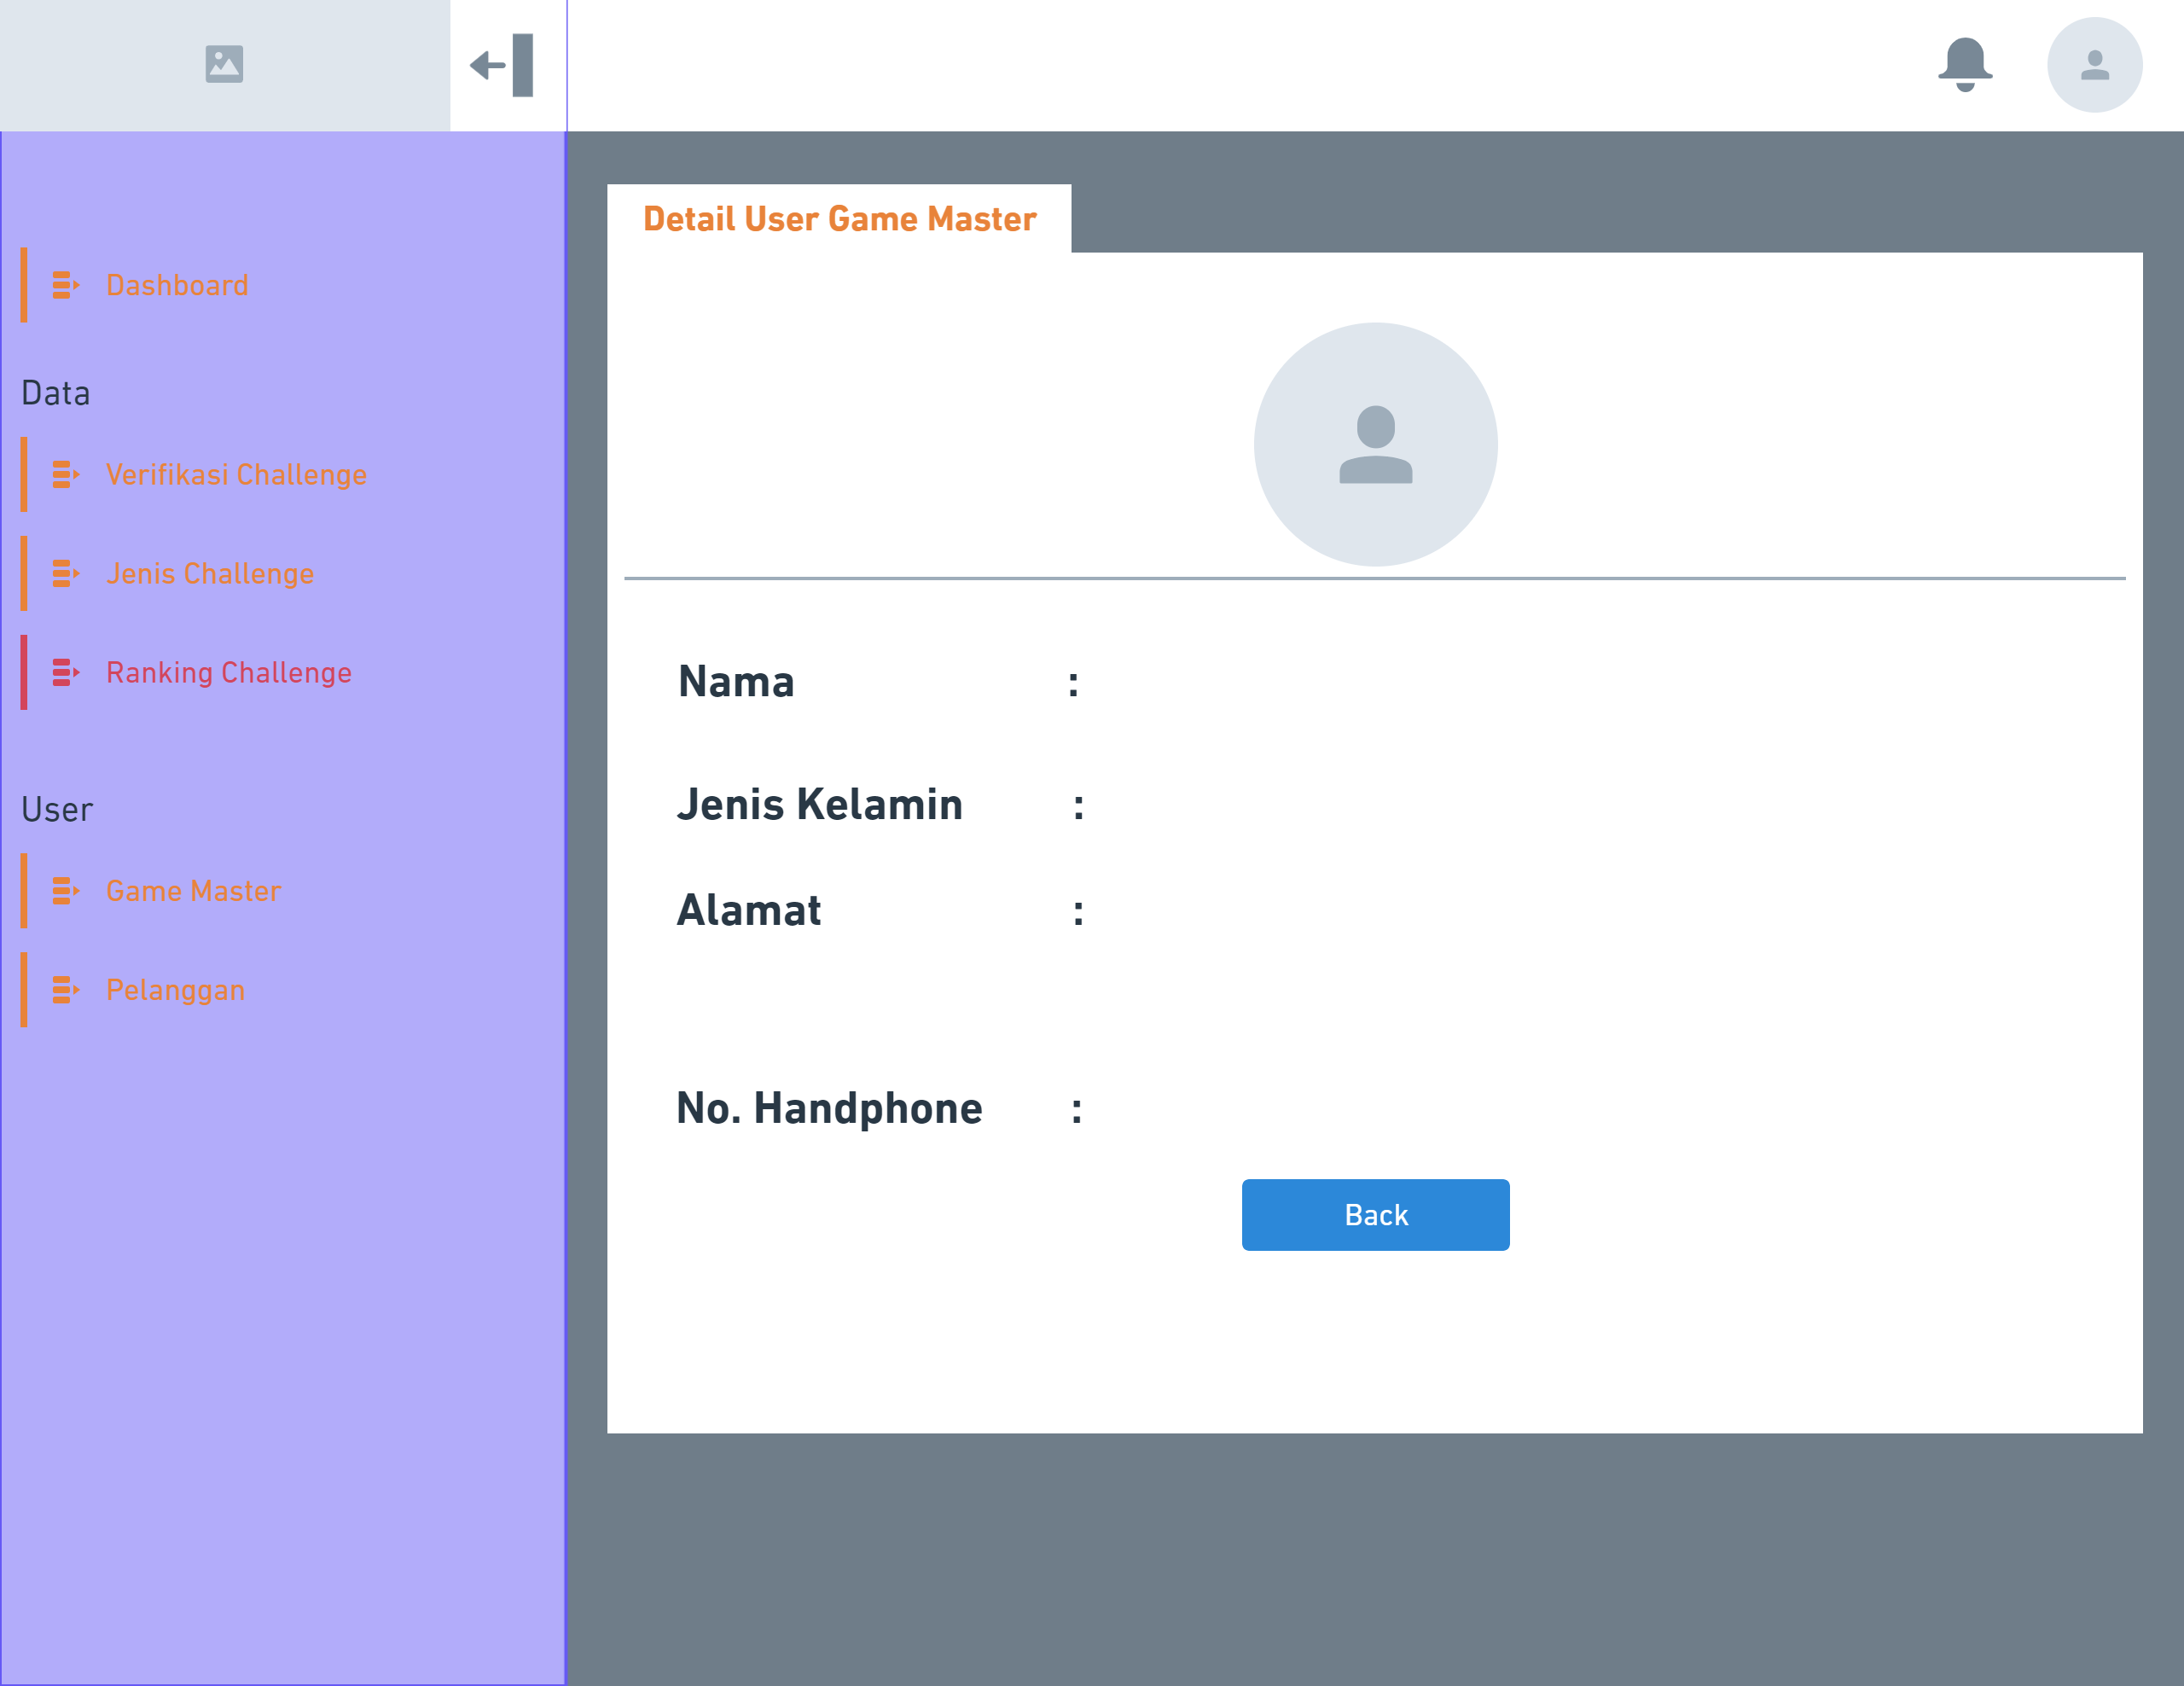 Detail User Game Master
Dashboard
Data
Verifikasi Challenge
Jenis Challenge
Ranking Challenge
User
Game Master
Pelanggan
Nama :
Jenis Kelamin :
Alamat :
No. Handphone :
Back